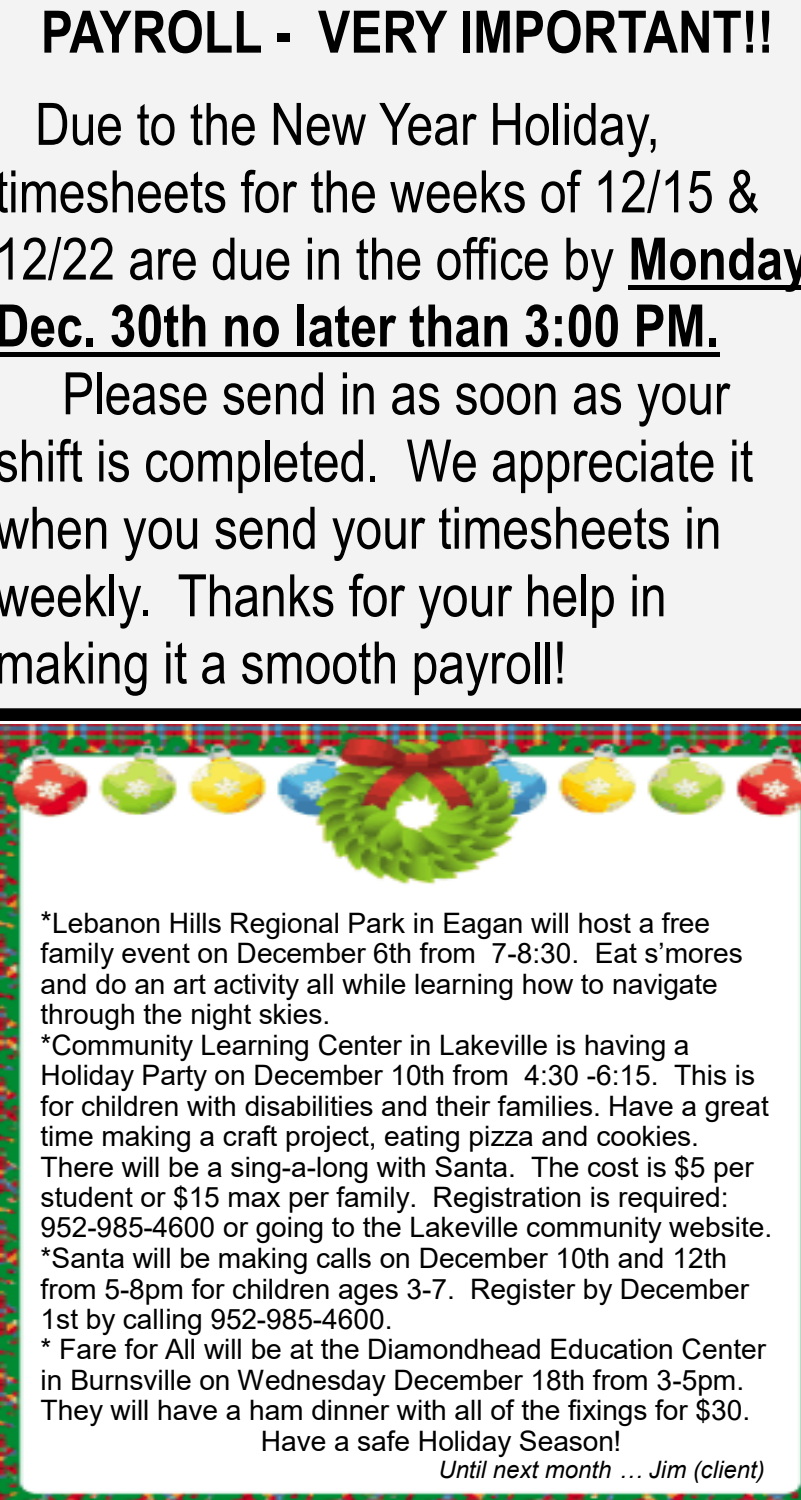 PAYROLL - VERY IMPORTANT!!
Due to the New Year Holiday,
timesheets for the weeks of 12/15 &
12/22 are due in the office by Monday
Dec. 30th no later than 3:00 PM.
Please send in as soon as your
shift is completed. We appreciate it
when you send your timesheets in
weekly. Thanks for your help in
making it a smooth payroll!
*Lebanon Hills Regional Park in Eagan will host a free
family event on December 6th from 7-8:30. Eat s’mores
and do an art activity all while learning how to navigate
through the night skies.
*Community Learning Center in Lakeville is having a
Holiday Party on December 10th from 4:30 -6:15. This is
for children with disabilities and their families. Have a great
time making a craft project, eating pizza and cookies.
There will be a sing-a-long with Santa. The cost is $5 per
student or $15 max per family. Registration is required:
952-985-4600 or going to the Lakeville community website.
*Santa will be making calls on December 10th and 12th
from 5-8pm for children ages 3-7. Register by December
1st by calling 952-985-4600.
* Fare for All will be at the Diamondhead Education Center
in Burnsville on Wednesday December 18th from 3-5pm.
They will have a ham dinner with all of the fixings for $30.
Have a safe Holiday Season!
Until next month … Jim (client)